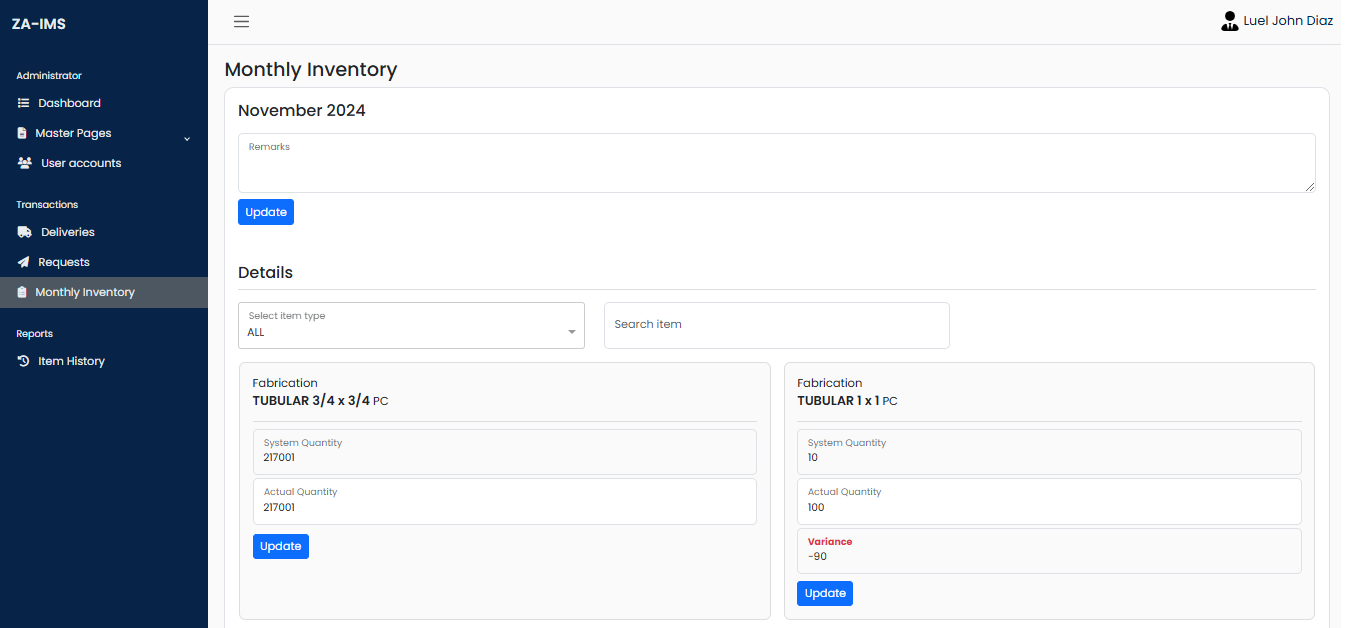 ZA-IMS
Luel John Diaz
Administrator
Dashboard
Master Pages
User accounts
Transactions
Deliveries
Requests
Monthly Inventory
Reports
Item History
Monthly Inventory
November 2024
Remarks
Update
Details
Select item type
ALL
Search item
Fabrication
TUBULAR 3/4 x 3/4 PC
System Quantity
217001
Actual Quantity
217001
Update
Fabrication
TUBULAR 1 x 1 PC
System Quantity
10
Actual Quantity
100
Variance
-90
Update